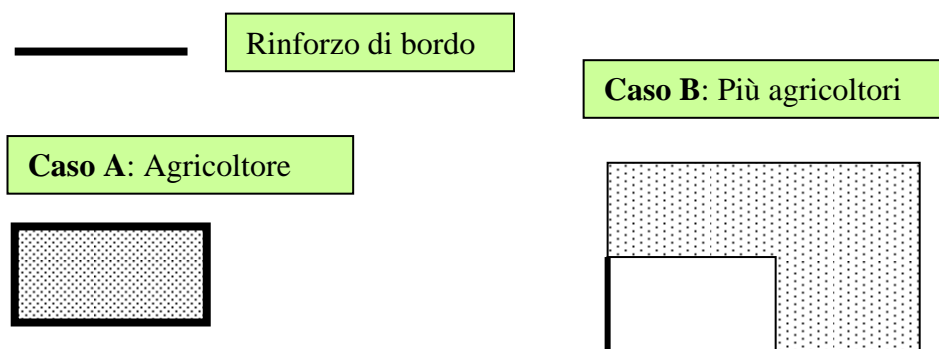 Rinforzo di bordo
Caso B: Più agricoltori
Caso A: Agricoltore